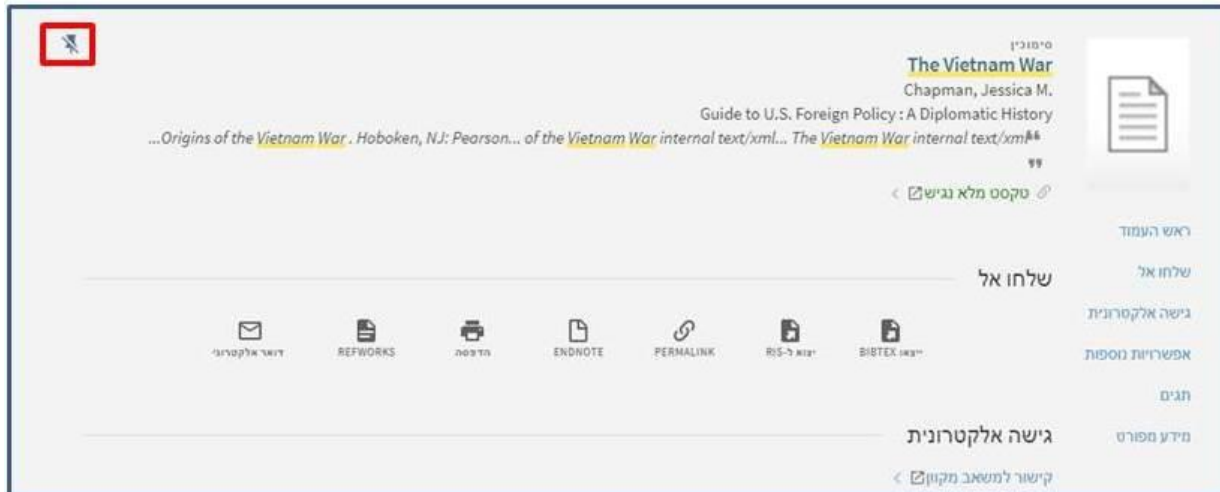 סימוכין
The Vietnam War
Chapman, Jessica M.
Guide to U.S. Foreign Policy : A Diplomatic History
...Origins of the Vietnam War . Hoboken, NJ: Pearson... of the Vietnam War internal text/xml... The Vietnam War internal text/xml
טקסט מלא נגיש
ראש העמוד
שלחו אל
גישה אלקטרונית
אפשרויות נוספות
תגים
מידע מפורט
שלחו אל
ייצאו BIBTEX
יצוא ל-RIS
PERMALINK
ENDNOTE
הדפסה
REFWORKS
דואר אלקטרוני
גישה אלקטרונית
קישור למשאב מקוון